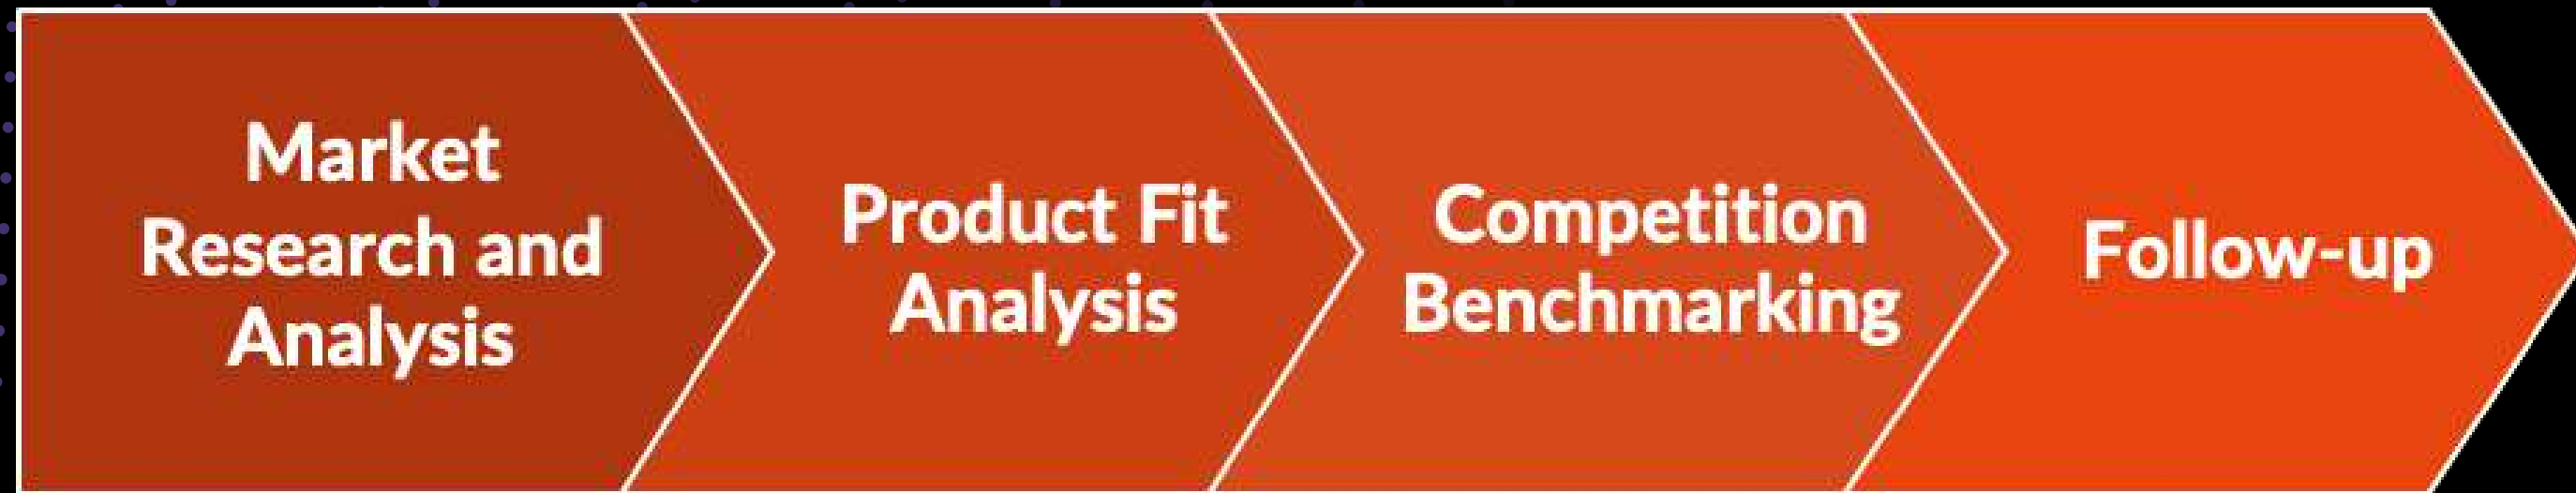 Market
Research and
Analysis
Product Fit
Analysis
Competition
Benchmarking
Follow-up